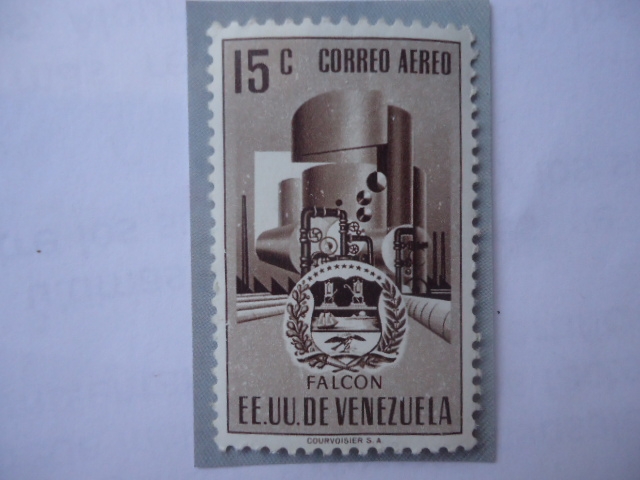 15 C CORREO AEREO
FALCON
EE.UU.DE VENEZUELA
COURVOISIER S. A.